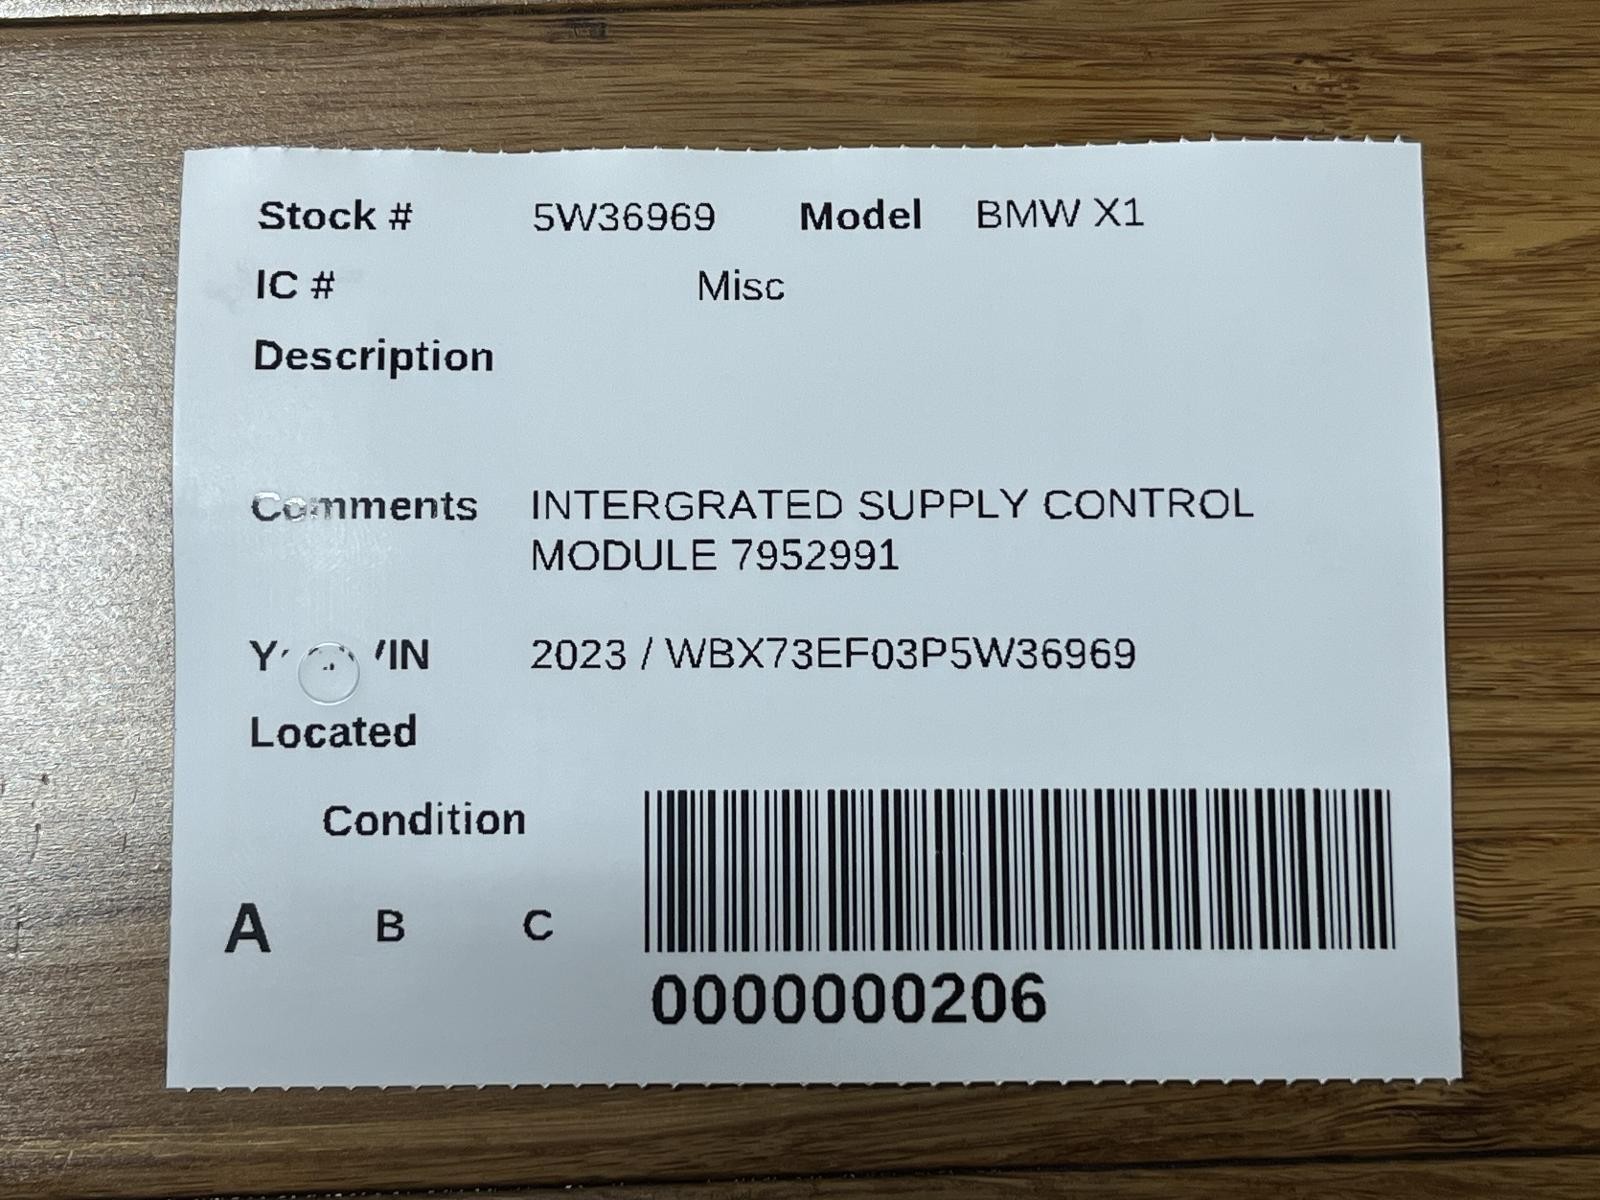 Stock # 5W36969 Model BMW X1
IC # Misc
Description
Comments INTERGRATED SUPPLY CONTROL
MODULE 7952991
2023 / WBX73EF03P5W36969
Located
Condition
A B C
0000000206